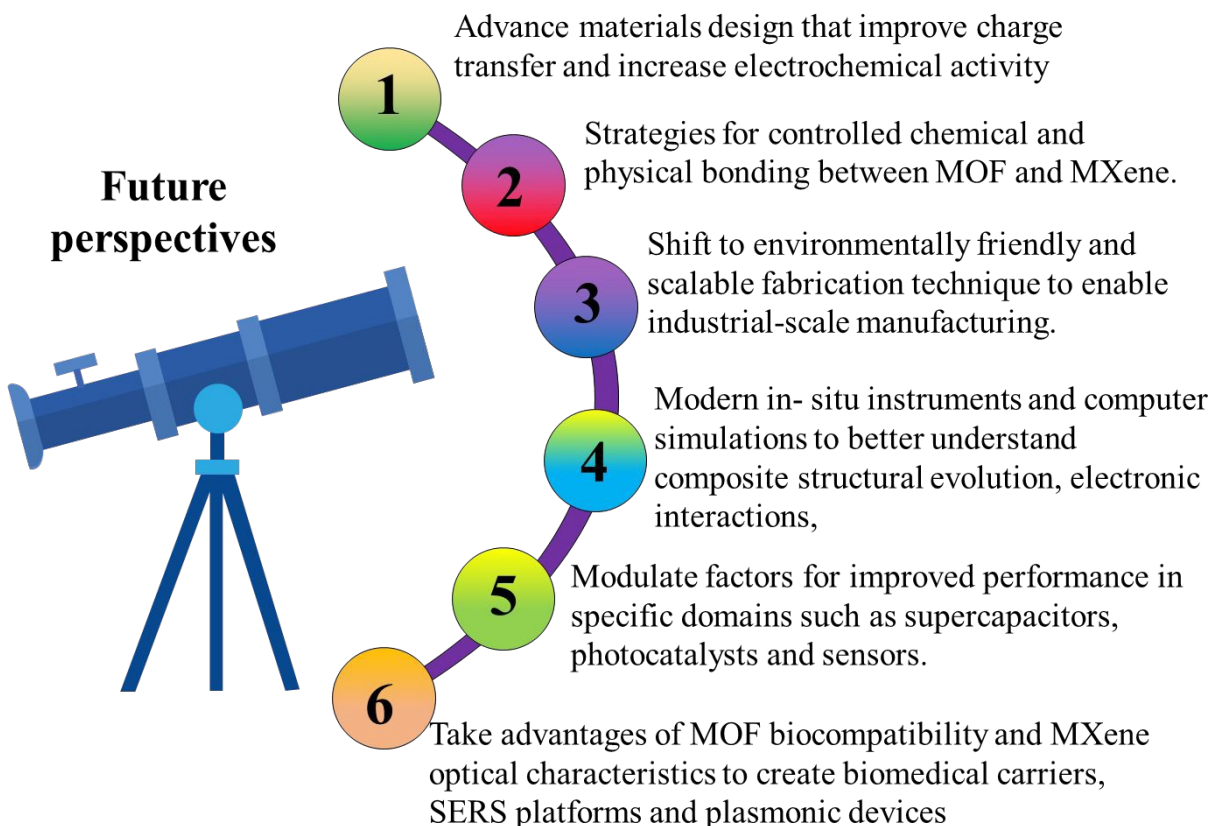 Future
perspectives
1
Advance materials design that improve charge
transfer and increase electrochemical activity
2
Strategies for controlled chemical and
physical bonding between MOF and MXene.
3
Shift to environmentally friendly and
scalable fabrication technique to enable
industrial-scale manufacturing.
4
Modern in- situ instruments and computer
simulations to better understand
composite structural evolution, electronic
interactions,
5
Modulate factors for improved performance in
specific domains such as supercapacitors,
photocatalysts and sensors.
6
Take advantages of MOF biocompatibility and MXene
optical characteristics to create biomedical carriers,
SERS platforms and plasmonic devices